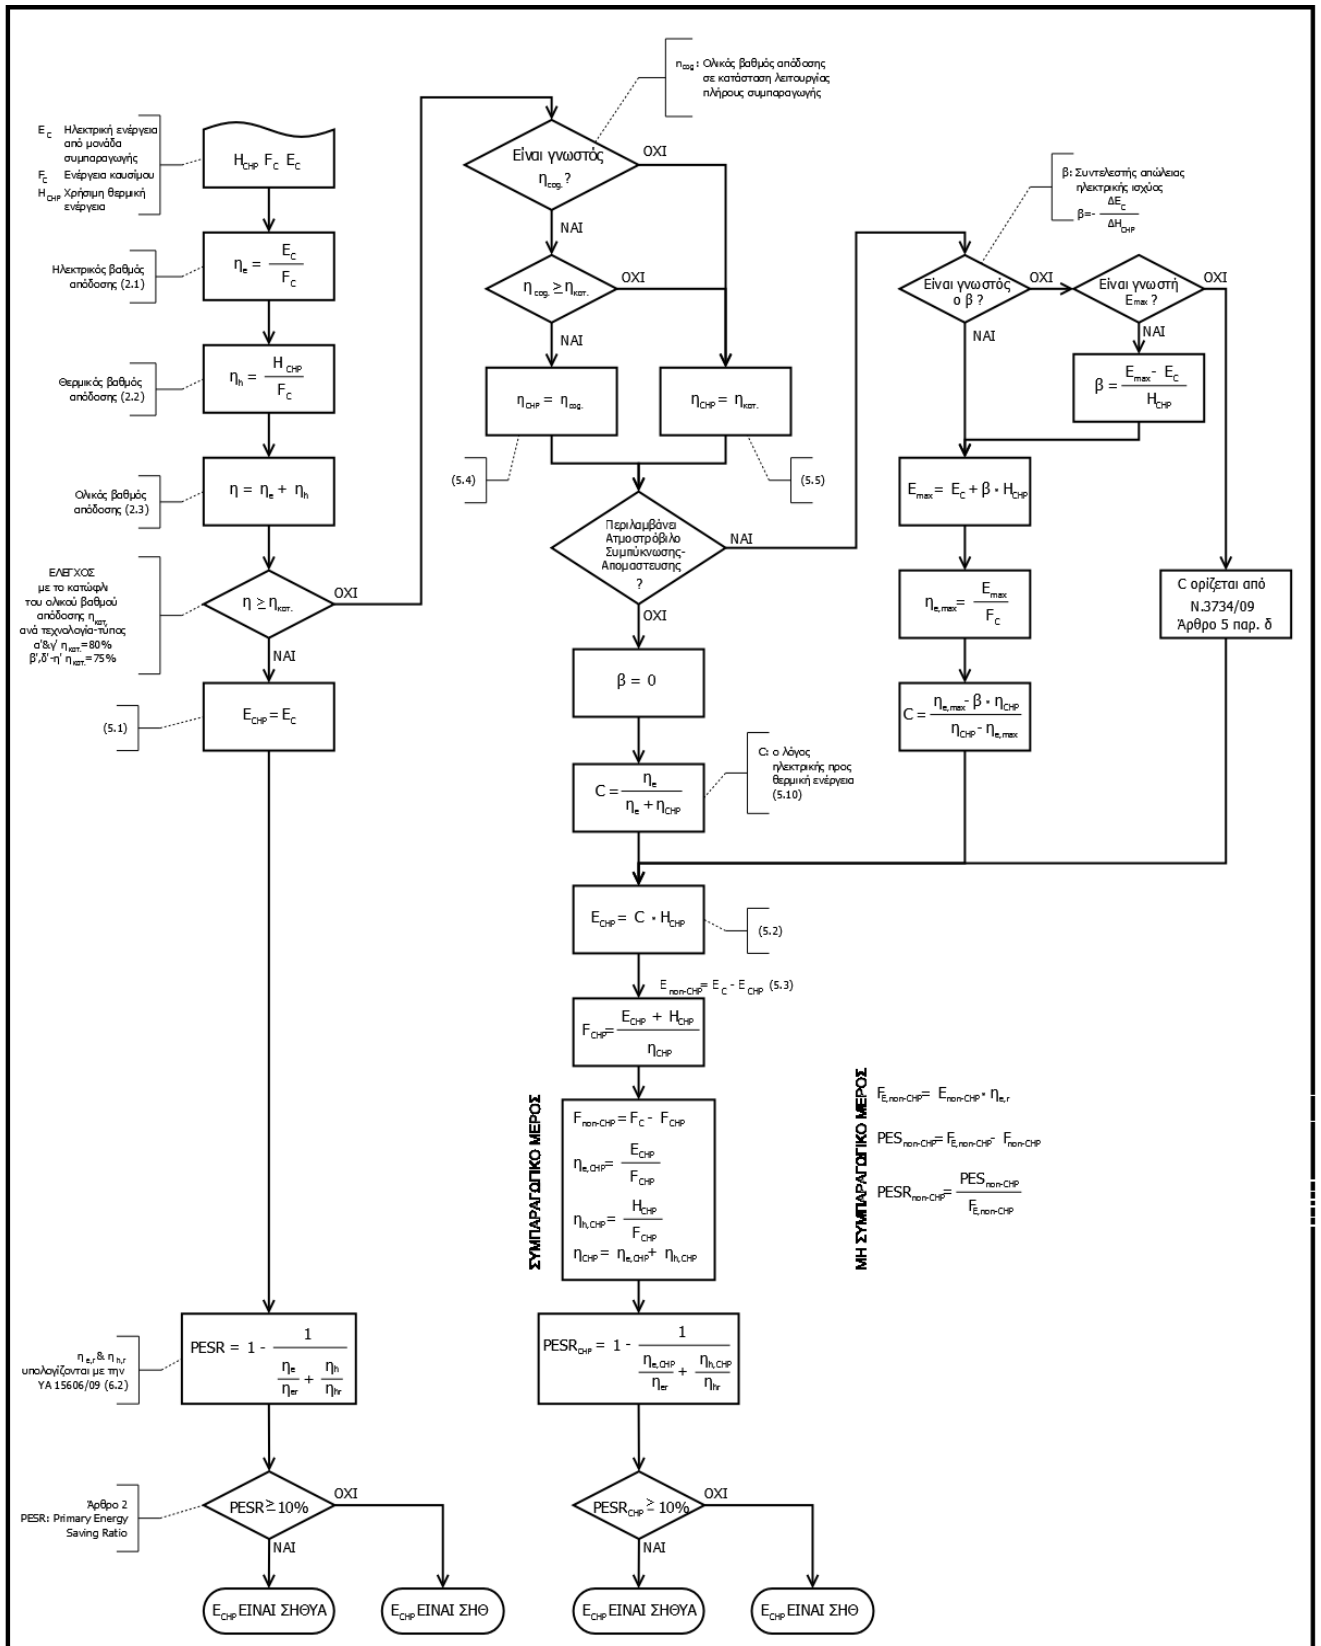 E_C Ηλεκτρική ενέργεια
από μονάδα
συμπαραγωγής
F_C Ενέργεια καυσίμου
H_CHP Χρήσιμη θερμική
ενέργεια
H_CHP F_C E_C
Ηλεκτρικός βαθμός
απόδοσης (2.1)
η_e = E_C / F_C
Θερμικός βαθμός
απόδοσης (2.2)
η_h = H_CHP / F_C
Ολικός βαθμός
απόδοσης (2.3)
η = η_e + η_h
ΕΛΕΓΧΟΣ
με το κατώφλι
του ολικού βαθμού
απόδοσης η_κατ.
ανά τεχνολογία-τύπος
α'&γ' η_κατ.=80%
β',δ'-η' η_κατ.=75%
η ≥ η_κατ.
ΟΧΙ
ΝΑΙ
(5.1)
E_CHP = E_C
η_e,r & η_h,r
υπολογίζονται με την
ΥΑ 15606/09 (6.2)
PESR = 1 - 1 / (η_e / η_er + η_h / η_hr)
Άρθρο 2
PESR: Primary Energy
Saving Ratio
PESR ≥ 10%
ΟΧΙ
ΝΑΙ
E_CHP ΕΙΝΑΙ ΣΗΘΥΑ
E_CHP ΕΙΝΑΙ ΣΗΘ
η_cog.: Ολικός βαθμός απόδοσης
σε κατάσταση λειτουργίας
πλήρους συμπαραγωγής
Είναι γνωστός
η_cog. ?
ΟΧΙ
ΝΑΙ
η_cog. ≥ η_κατ.
ΟΧΙ
ΝΑΙ
η_CHP = η_cog.
η_CHP = η_κατ.
(5.4)
(5.5)
Περιλαμβάνει
Ατμοστρόβιλο
Συμπύκνωσης-
Απομαστευσης
?
ΝΑΙ
ΟΧΙ
β = 0
C = η_e / (η_e + η_CHP)
C: ο λόγος
ηλεκτρικής προς
θερμική ενέργεια
(5.10)
β: Συντελεστής απώλειας
ηλεκτρικής ισχύος
β=- ΔE_C / ΔH_CHP
Είναι γνωστός
ο β ?
ΟΧΙ
ΝΑΙ
Είναι γνωστή
E_max ?
ΟΧΙ
ΝΑΙ
β = (E_max - E_C) / H_CHP
E_max = E_C + β · H_CHP
η_e,max = E_max / F_C
C = (η_e,max - β · η_CHP) / (η_CHP - η_e,max)
C ορίζεται από
Ν.3734/09
Άρθρο 5 παρ. δ
E_CHP = C · H_CHP
(5.2)
E_non-CHP = E_C - E_CHP (5.3)
F_CHP = (E_CHP + H_CHP) / η_CHP
ΣΥΜΠΑΡΑΓΩΓΙΚΟ ΜΕΡΟΣ
F_non-CHP = F_C - F_CHP
η_e,CHP = E_CHP / F_CHP
η_h,CHP = H_CHP / F_CHP
η_CHP = η_e,CHP + η_h,CHP
ΜΗ ΣΥΜΠΑΡΑΓΩΓΙΚΟ ΜΕΡΟΣ
F_E,non-CHP = E_non-CHP · η_e,r
PES_non-CHP = F_E,non-CHP - F_non-CHP
PESR_non-CHP = PES_non-CHP / F_E,non-CHP
PESR_CHP = 1 - 1 / (η_e,CHP / η_er + η_h,CHP / η_hr)
PESR_CHP ≥ 10%
ΟΧΙ
ΝΑΙ
E_CHP ΕΙΝΑΙ ΣΗΘΥΑ
E_CHP ΕΙΝΑΙ ΣΗΘ